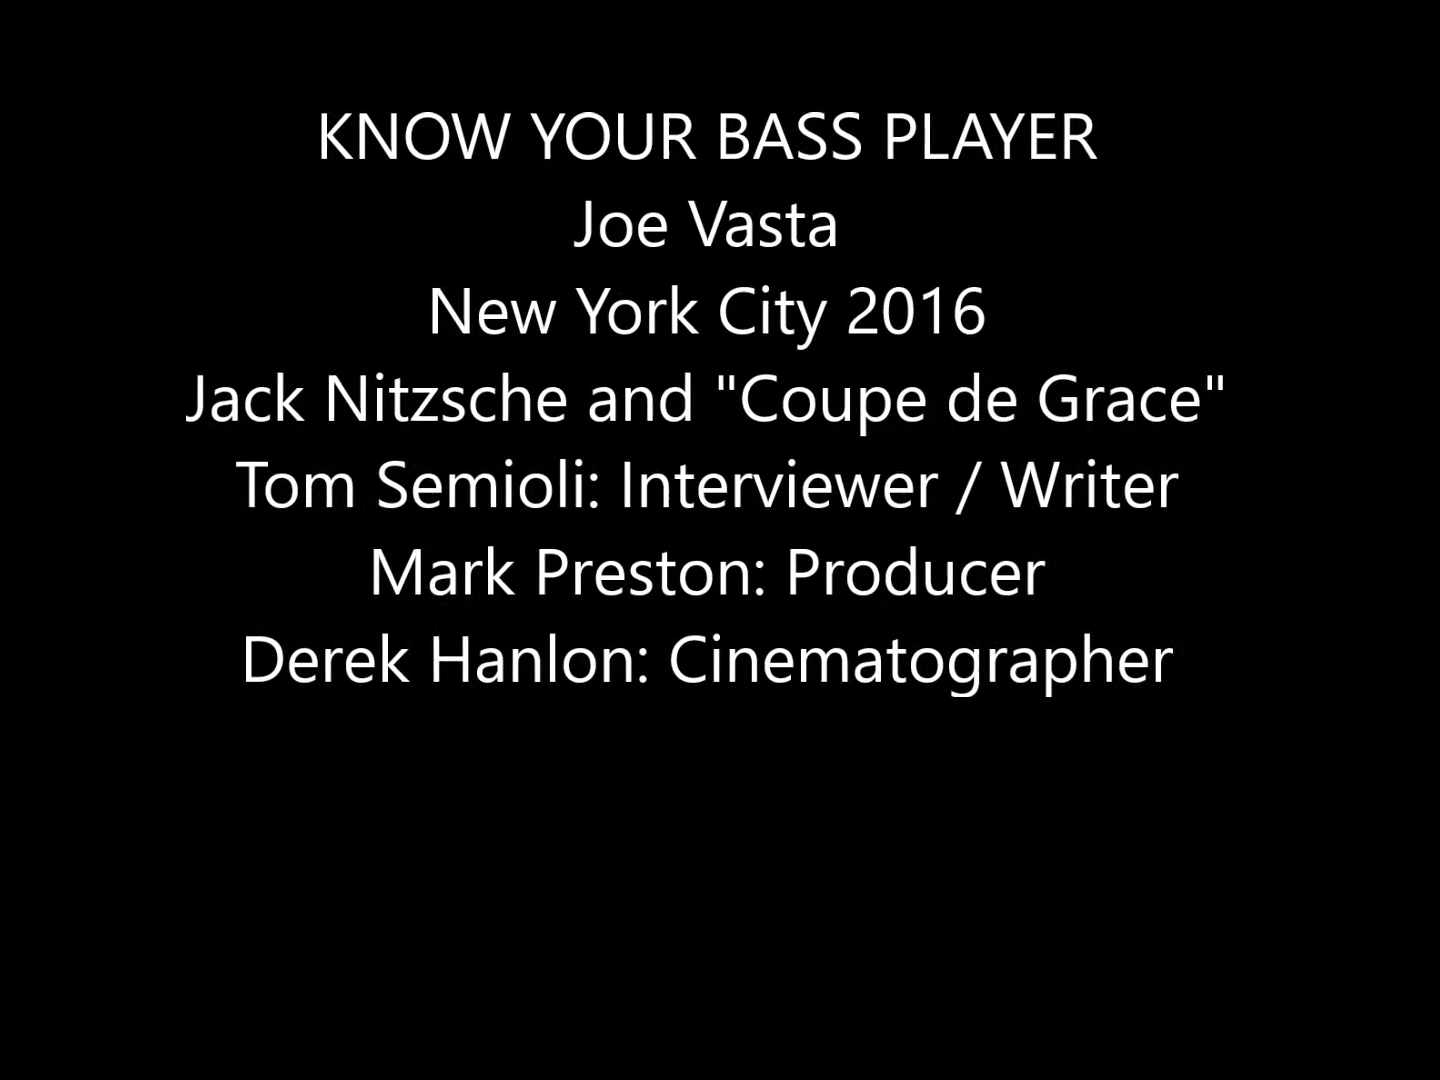 KNOW YOUR BASS PLAYER
Joe Vasta
New York City 2016
Jack Nitzsche and "Coupe de Grace"
Tom Semioli: Interviewer / Writer
Mark Preston: Producer
Derek Hanlon: Cinematographer